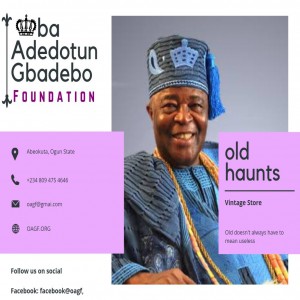 Oba
Adedotun
Gbadebo
FOUNDATION
Abeokuta, Ogun State
+234 809 475 4648
oagf@gmai.com
OAGF.ORG
old
haunts
Vintage Store
Old doesn't always have to
mean useless
Follow us on social
Facebook: facebook@oagf,